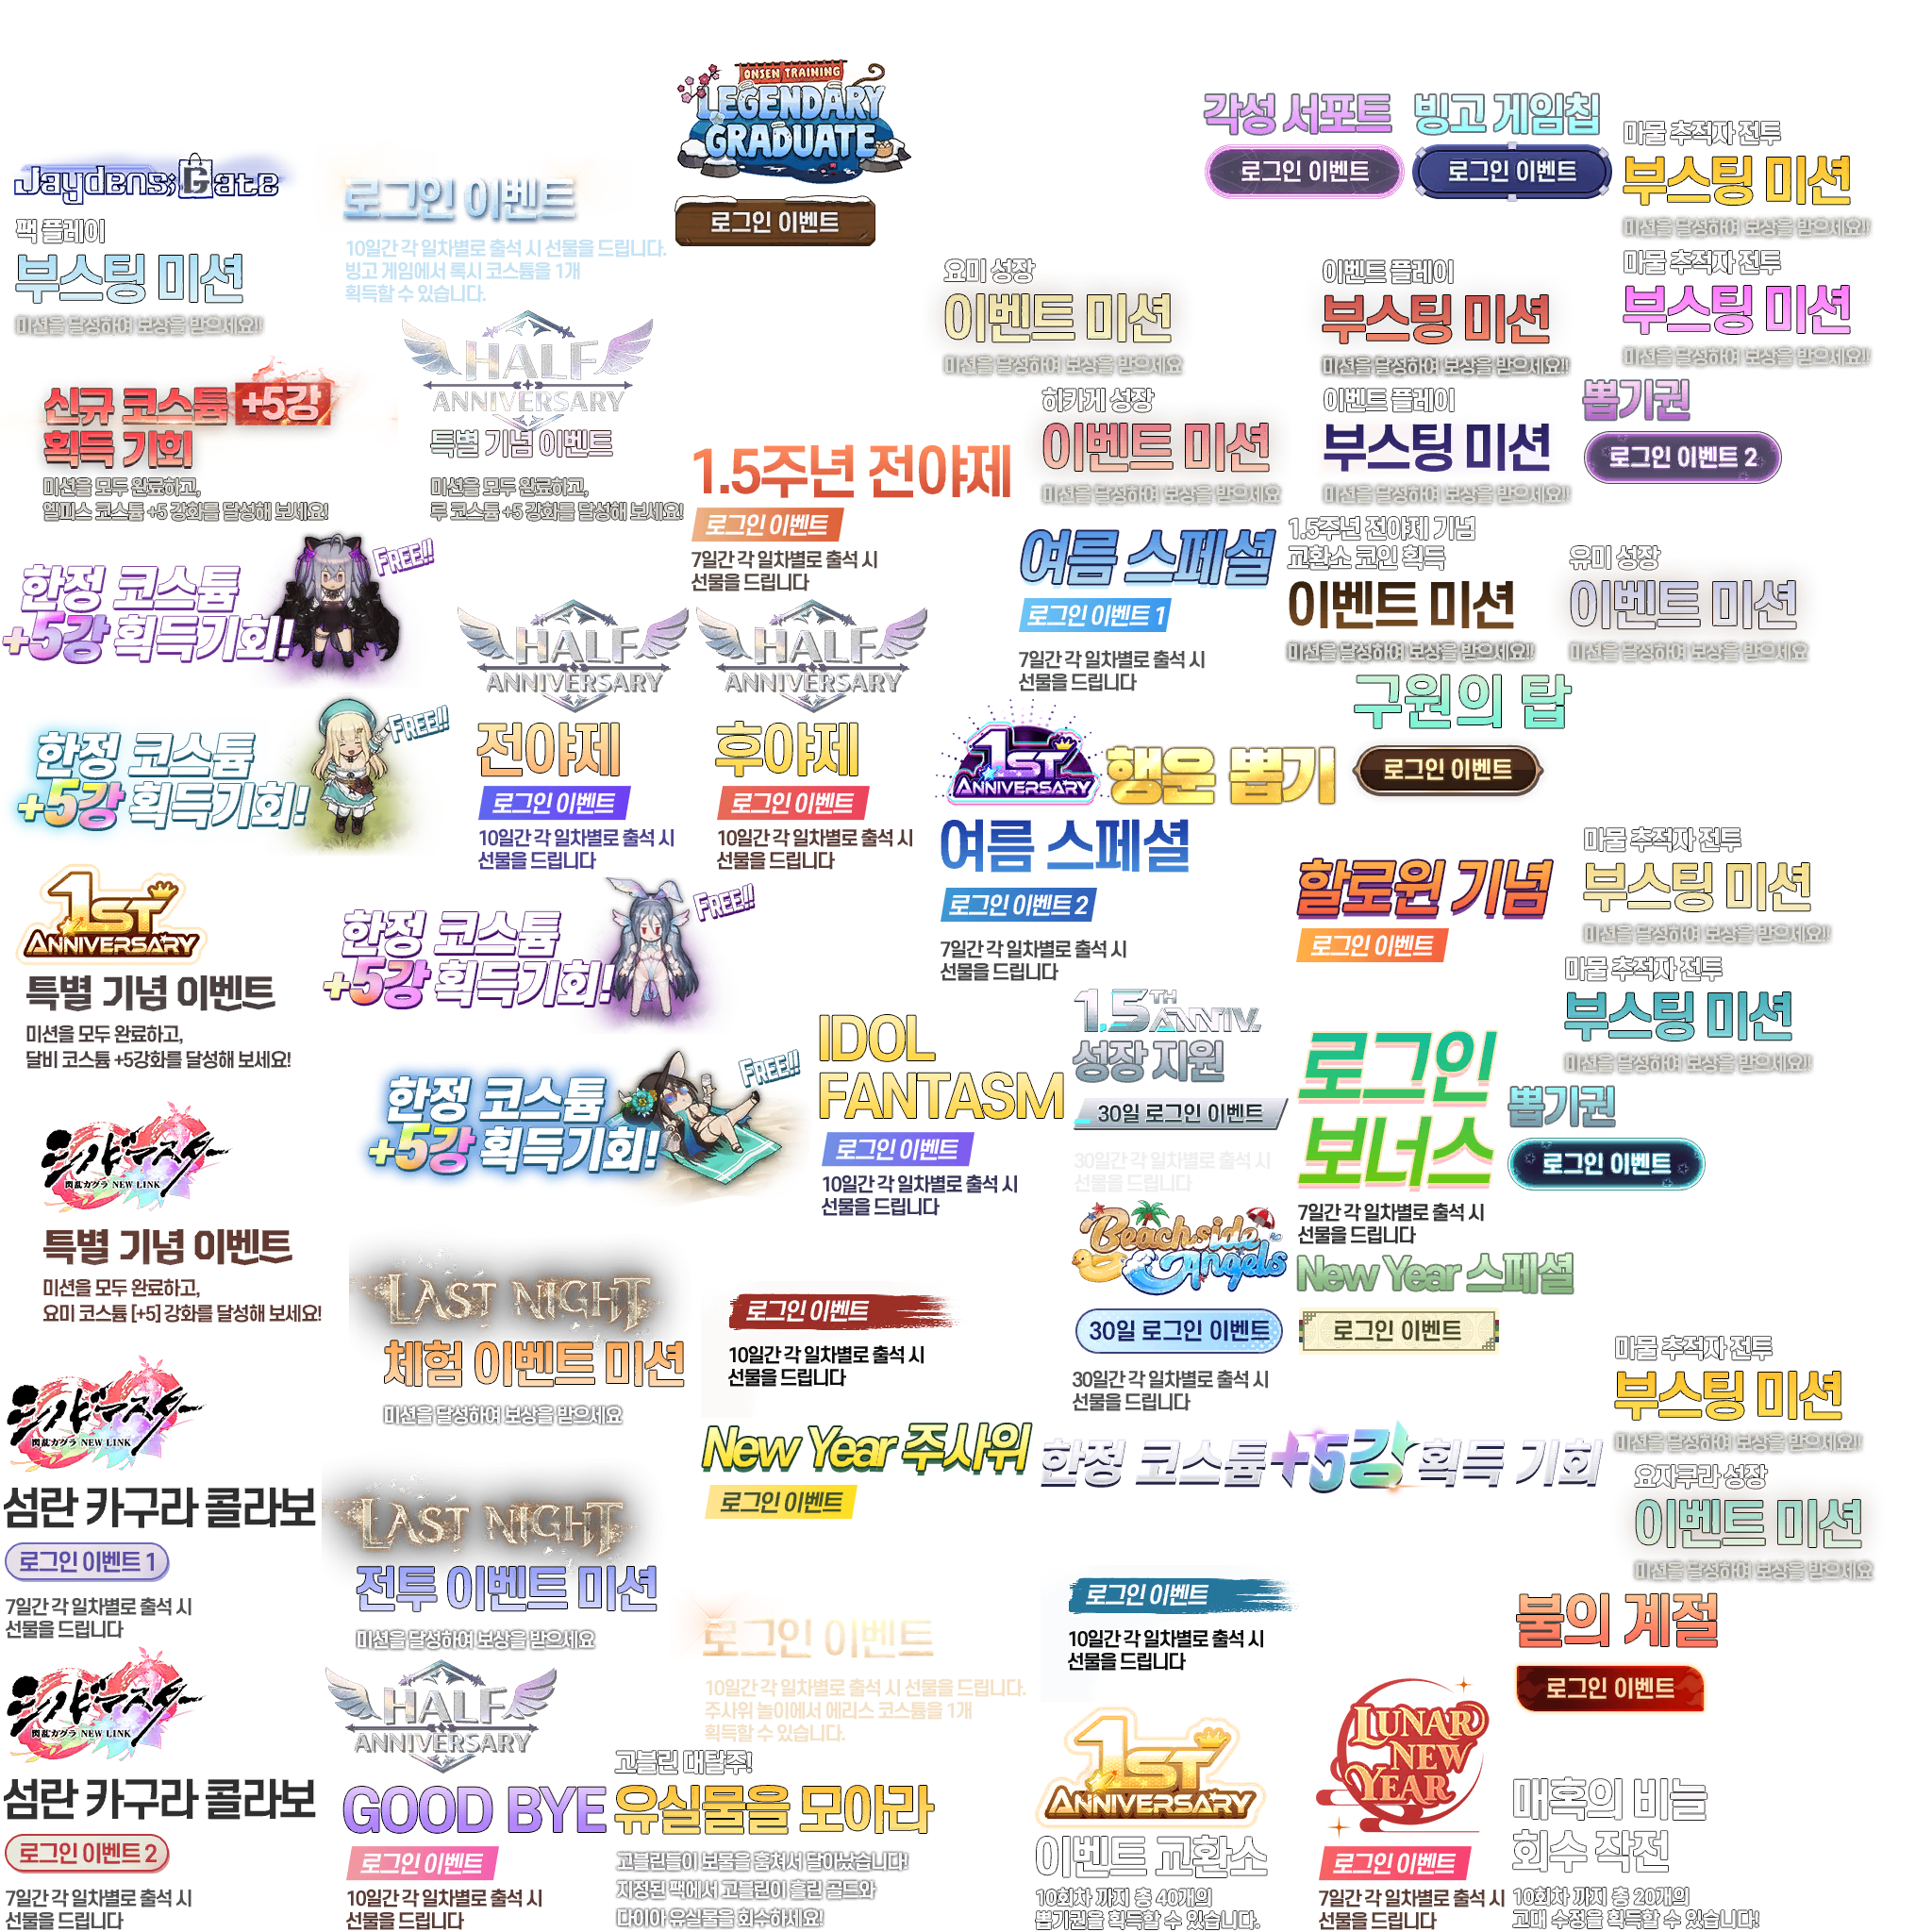 ONSEN TRAINING
LEGENDARY
GRADUATE
로그인 이벤트
각성 서포트
로그인 이벤트
빙고 게임칩
로그인 이벤트
마물 추적자 전투
부스팅 미션
미션을 달성하여 보상을 받으세요!!
Jaydens;Gate
팩 플레이
부스팅 미션
미션을 달성하여 보상을 받으세요!!
로그인 이벤트
10일간 각 일차별로 출석 시 선물을 드립니다.
빙고 게임에서 록시 코스튬을 1개
획득할 수 있습니다.
요미 성장
이벤트 미션
미션을 달성하여 보상을 받으세요
이벤트 플레이
부스팅 미션
미션을 달성하여 보상을 받으세요!!
마물 추적자 전투
부스팅 미션
미션을 달성하여 보상을 받으세요!!
신규 코스튬 +5강
획득 기회
미션을 모두 완료하고,
엘피스 코스튬 +5 강화를 달성해 보세요!
HALF
ANNIVERSARY
특별 기념 이벤트
미션을 모두 완료하고,
루 코스튬 +5 강화를 달성해 보세요!
1.5주년 전야제
로그인 이벤트
7일간 각 일차별로 출석 시
선물을 드립니다
히카게 성장
이벤트 미션
미션을 달성하여 보상을 받으세요
이벤트 플레이
부스팅 미션
미션을 달성하여 보상을 받으세요!!
뽑기권
로그인 이벤트 2
한정 코스튬
+5강 획득기회!
FREE!!
여름 스페셜
로그인 이벤트 1
7일간 각 일차별로 출석 시
선물을 드립니다
1.5주년 전야제 기념
교환소 코인 획득
이벤트 미션
미션을 달성하여 보상을 받으세요!!
유미 성장
이벤트 미션
미션을 달성하여 보상을 받으세요
한정 코스튬
+5강 획득기회!
FREE!!
HALF
ANNIVERSARY
전야제
로그인 이벤트
10일간 각 일차별로 출석 시
선물을 드립니다
HALF
ANNIVERSARY
후야제
로그인 이벤트
10일간 각 일차별로 출석 시
선물을 드립니다
1ST
ANNIVERSARY
행운 뽑기
구원의 탑
로그인 이벤트
여름 스페셜
로그인 이벤트 2
7일간 각 일차별로 출석 시
선물을 드립니다
할로윈 기념
로그인 이벤트
마물 추적자 전투
부스팅 미션
미션을 달성하여 보상을 받으세요!!
1ST
ANNIVERSARY
특별 기념 이벤트
미션을 모두 완료하고,
달비 코스튬 +5강화를 달성해 보세요!
한정 코스튬
+5강 획득기회!
FREE!!
마물 추적자 전투
부스팅 미션
미션을 달성하여 보상을 받으세요!!
한정 코스튬
+5강 획득기회!
FREE!!
IDOL
FANTASM
로그인 이벤트
10일간 각 일차별로 출석 시
선물을 드립니다
1.5TH
ANNIV.
성장 지원
30일 로그인 이벤트
30일간 각 일차별로 출석 시
선물을 드립니다
로그인
보너스
7일간 각 일차별로 출석 시
선물을 드립니다
뽑기권
로그인 이벤트
シノビマスター
閃乱カグラ NEW LINK
특별 기념 이벤트
미션을 모두 완료하고,
요미 코스튬 [+5] 강화를 달성해 보세요!
LAST NIGHT
체험 이벤트 미션
미션을 달성하여 보상을 받으세요
로그인 이벤트
10일간 각 일차별로 출석 시
선물을 드립니다
Beachside
Angels
30일 로그인 이벤트
30일간 각 일차별로 출석 시
선물을 드립니다
New Year 스페셜
로그인 이벤트
마물 추적자 전투
부스팅 미션
미션을 달성하여 보상을 받으세요!!
シノビマスター
閃乱カグラ NEW LINK
섬란 카구라 콜라보
로그인 이벤트 1
7일간 각 일차별로 출석 시
선물을 드립니다
LAST NIGHT
전투 이벤트 미션
미션을 달성하여 보상을 받으세요
New Year 주사위
로그인 이벤트
한정 코스튬 +5강 획득 기회
요자쿠라 성장
이벤트 미션
미션을 달성하여 보상을 받으세요
로그인 이벤트
10일간 각 일차별로 출석 시 선물을 드립니다.
주사위 놀이에서 에리스 코스튬을 1개
획득할 수 있습니다.
로그인 이벤트
10일간 각 일차별로 출석 시
선물을 드립니다
불의 계절
로그인 이벤트
シノビマスター
閃乱カグラ NEW LINK
섬란 카구라 콜라보
로그인 이벤트 2
7일간 각 일차별로 출석 시
선물을 드립니다
HALF
ANNIVERSARY
GOOD BYE
로그인 이벤트
10일간 각 일차별로 출석 시
선물을 드립니다
고블린 대탈주!
유실물을 모아라
고블린들이 보물을 훔쳐서 달아났습니다!
지정된 팩에서 고블린이 흘린 골드와
다이아 유실물을 회수하세요!
1ST
ANNIVERSARY
이벤트 교환소
10회차 까지 총 40개의
뽑기권을 획득할 수 있습니다.
LUNAR
NEW
YEAR
로그인 이벤트
7일간 각 일차별로 출석 시
선물을 드립니다
매혹의 비늘
회수 작전
10회차 까지 총 20개의
고대 수정을 획득할 수 있습니다!